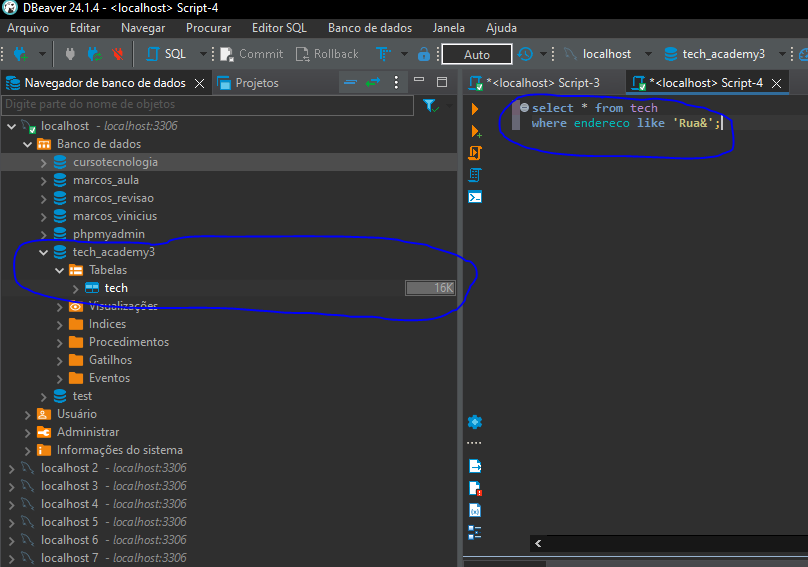 DBeaver 24.1.4 - <localhost> Script-4
Arquivo Editar Navegar Procurar Editor SQL Banco de dados Janela Ajuda
SQL Commit Rollback Auto localhost tech_academy3
Navegador de banco de dados Projetos
Digite parte do nome de objetos
localhost - localhost:3306
Banco de dados
cursotecnologia
marcos_aula
marcos_revisao
marcos_vinicius
phpmyadmin
tech_academy3
Tabelas
tech 16K
Visualizações
Indices
Procedimentos
Gatilhos
Eventos
test
Usuário
Administrar
Informações do sistema
localhost 2 - localhost:3306
localhost 3 - localhost:3306
localhost 4 - localhost:3306
localhost 5 - localhost:3306
localhost 6 - localhost:3306
localhost 7 - localhost:3306
*<localhost> Script-3 *<localhost> Script-4
select * from tech
where endereco like 'Rua&';